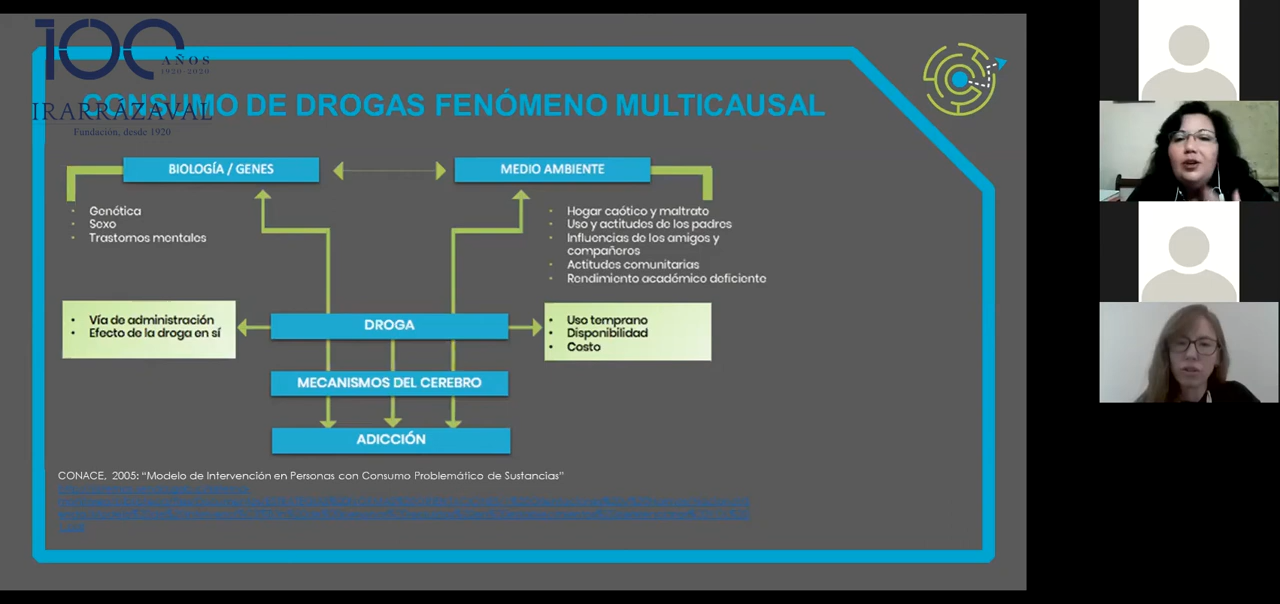 100
AÑOS
1920-2020
IRARRÁZAVAL
Fundación, desde 1920
CONSUMO DE DROGAS FENÓMENO MULTICAUSAL
BIOLOGÍA / GENES
MEDIO AMBIENTE
• Genética
• Sexo
• Trastornos mentales
• Hogar caótico y maltrato
• Uso y actitudes de los padres
• Influencias de los amigos y
compañeros
• Actitudes comunitarias
• Rendimiento académico deficiente
• Vía de administración
• Efecto de la droga en sí
DROGA
• Uso temprano
• Disponibilidad
• Costo
MECANISMOS DEL CEREBRO
ADICCIÓN
CONACE, 2005: “Modelo de Intervención en Personas con Consumo Problemático de Sustancias”